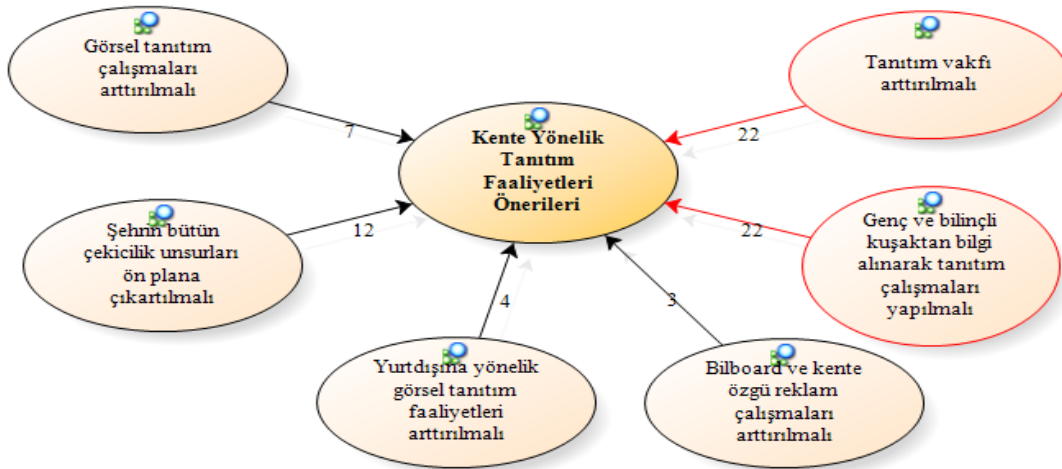 Görsel tanıtım
çalışmaları
arttırılmalı
Tanıtım vakfı
arttırılmalı
7
22
Kente Yönelik
Tanıtım
Faaliyetleri
Önerileri
Şehrin bütün
çekicilik unsurları
ön plana
çıkartılmalı
12
22
Genç ve bilinçli
kuşaktan bilgi
alınarak tanıtım
çalışmaları
yapılmalı
4
3
Yurtdışına yönelik
görsel tanıtım
faaliyetleri
arttırılmalı
Bilboard ve kente
özgü reklam
çalışmaları
arttırılmalı